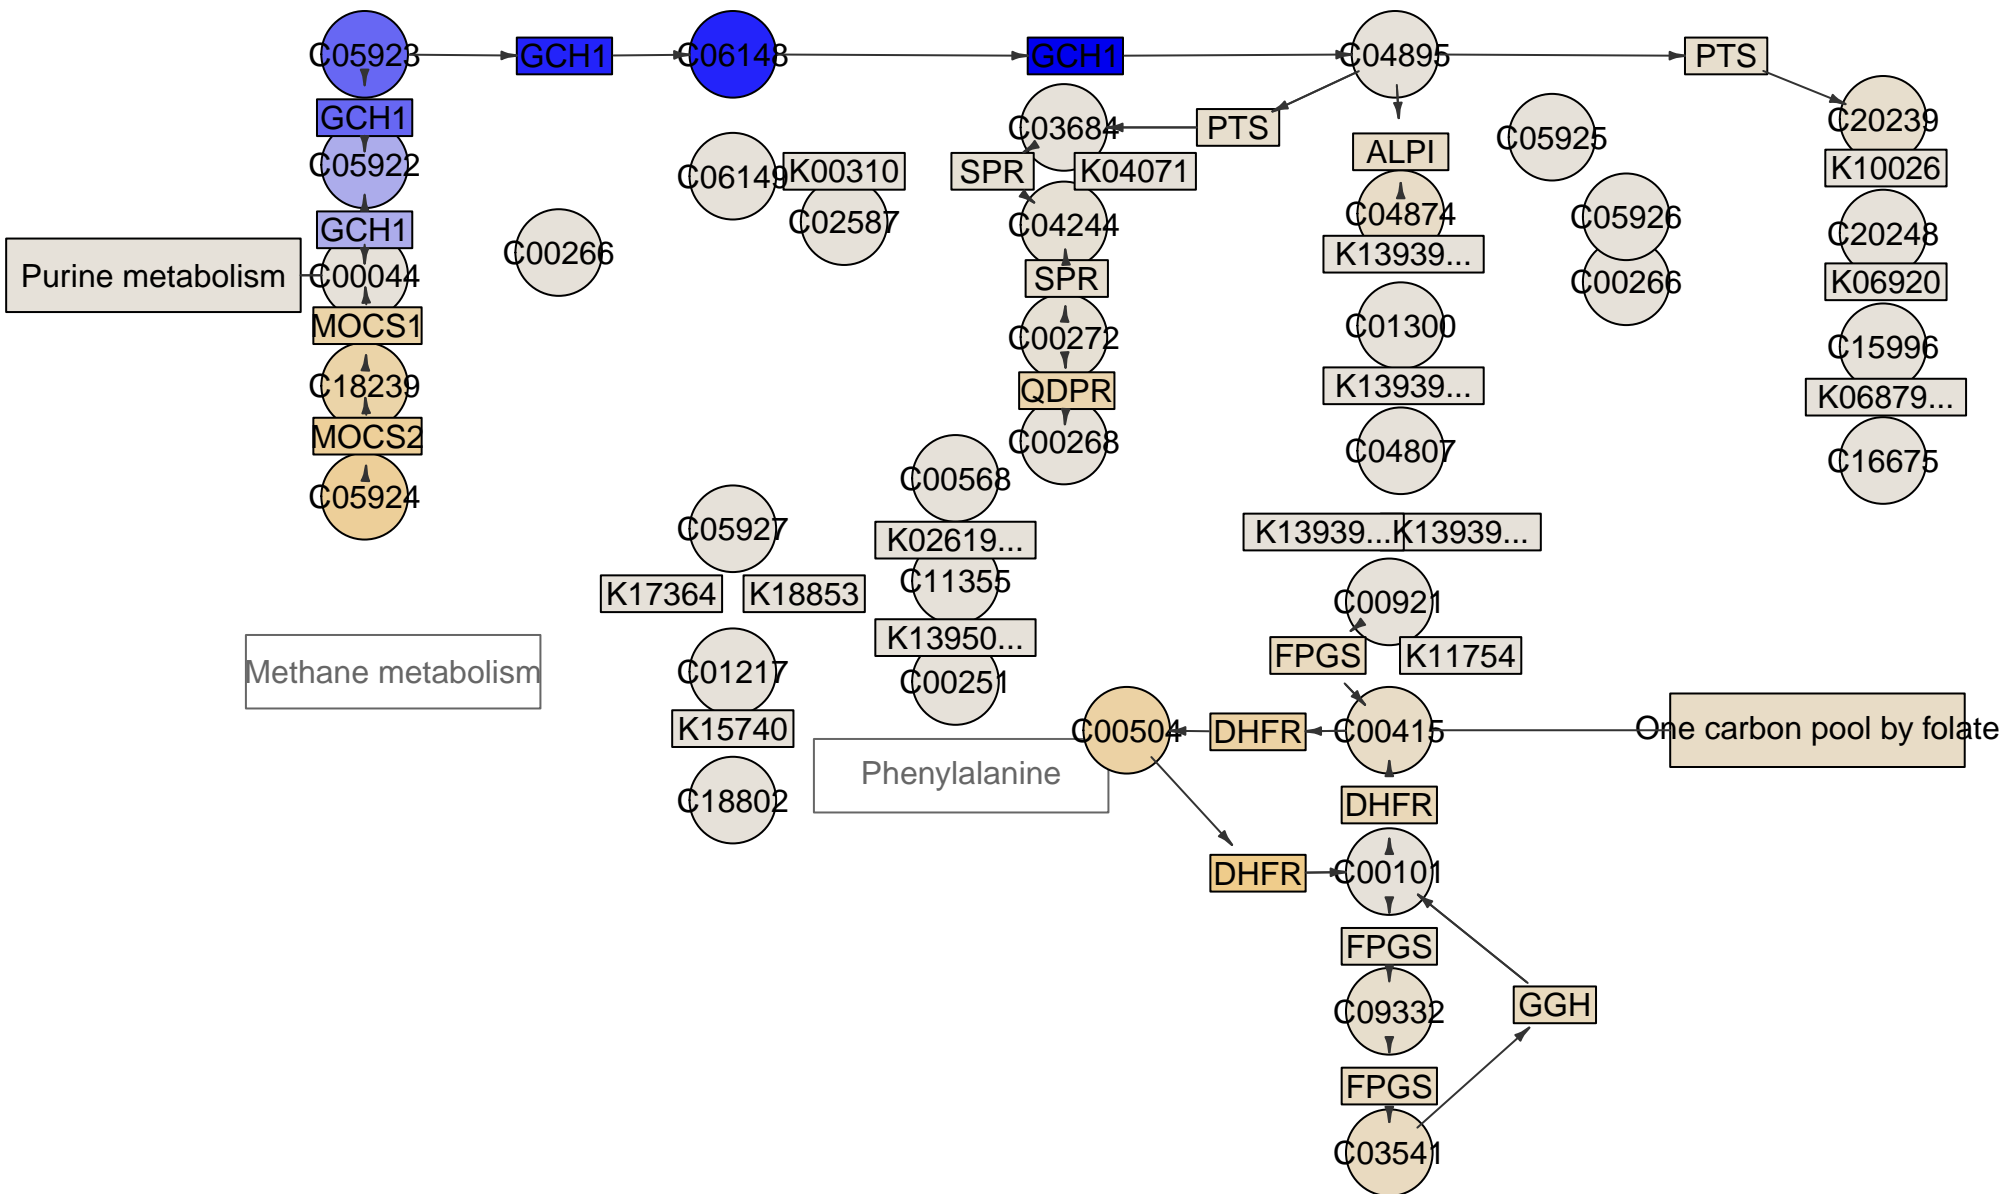 C05923
GCH1
C06148
GCH1
C04895
PTS
GCH1
C03684
PTS
C05925
C20239
C05922
C06149
K00310
SPR
K04071
ALPI
K10026
GCH1
C00266
C02587
C04244
C04874
C05926
C20248
K13939...
Purine metabolism
C00044
SPR
C00266
K06920
MOCS1
C00272
C01300
C15996
C18239
QDPR
K13939...
K06879...
MOCS2
C00268
C04807
C16675
C05924
C00568
C05927
K02619...
K13939...
K13939...
K17364
K18853
C11355
C00921
K13950...
FPGS
K11754
Methane metabolism
C01217
C00251
K15740
C00504
DHFR
C00415
One carbon pool by folate
Phenylalanine
C18802
DHFR
DHFR
C00101
FPGS
C09332
GGH
FPGS
C03541